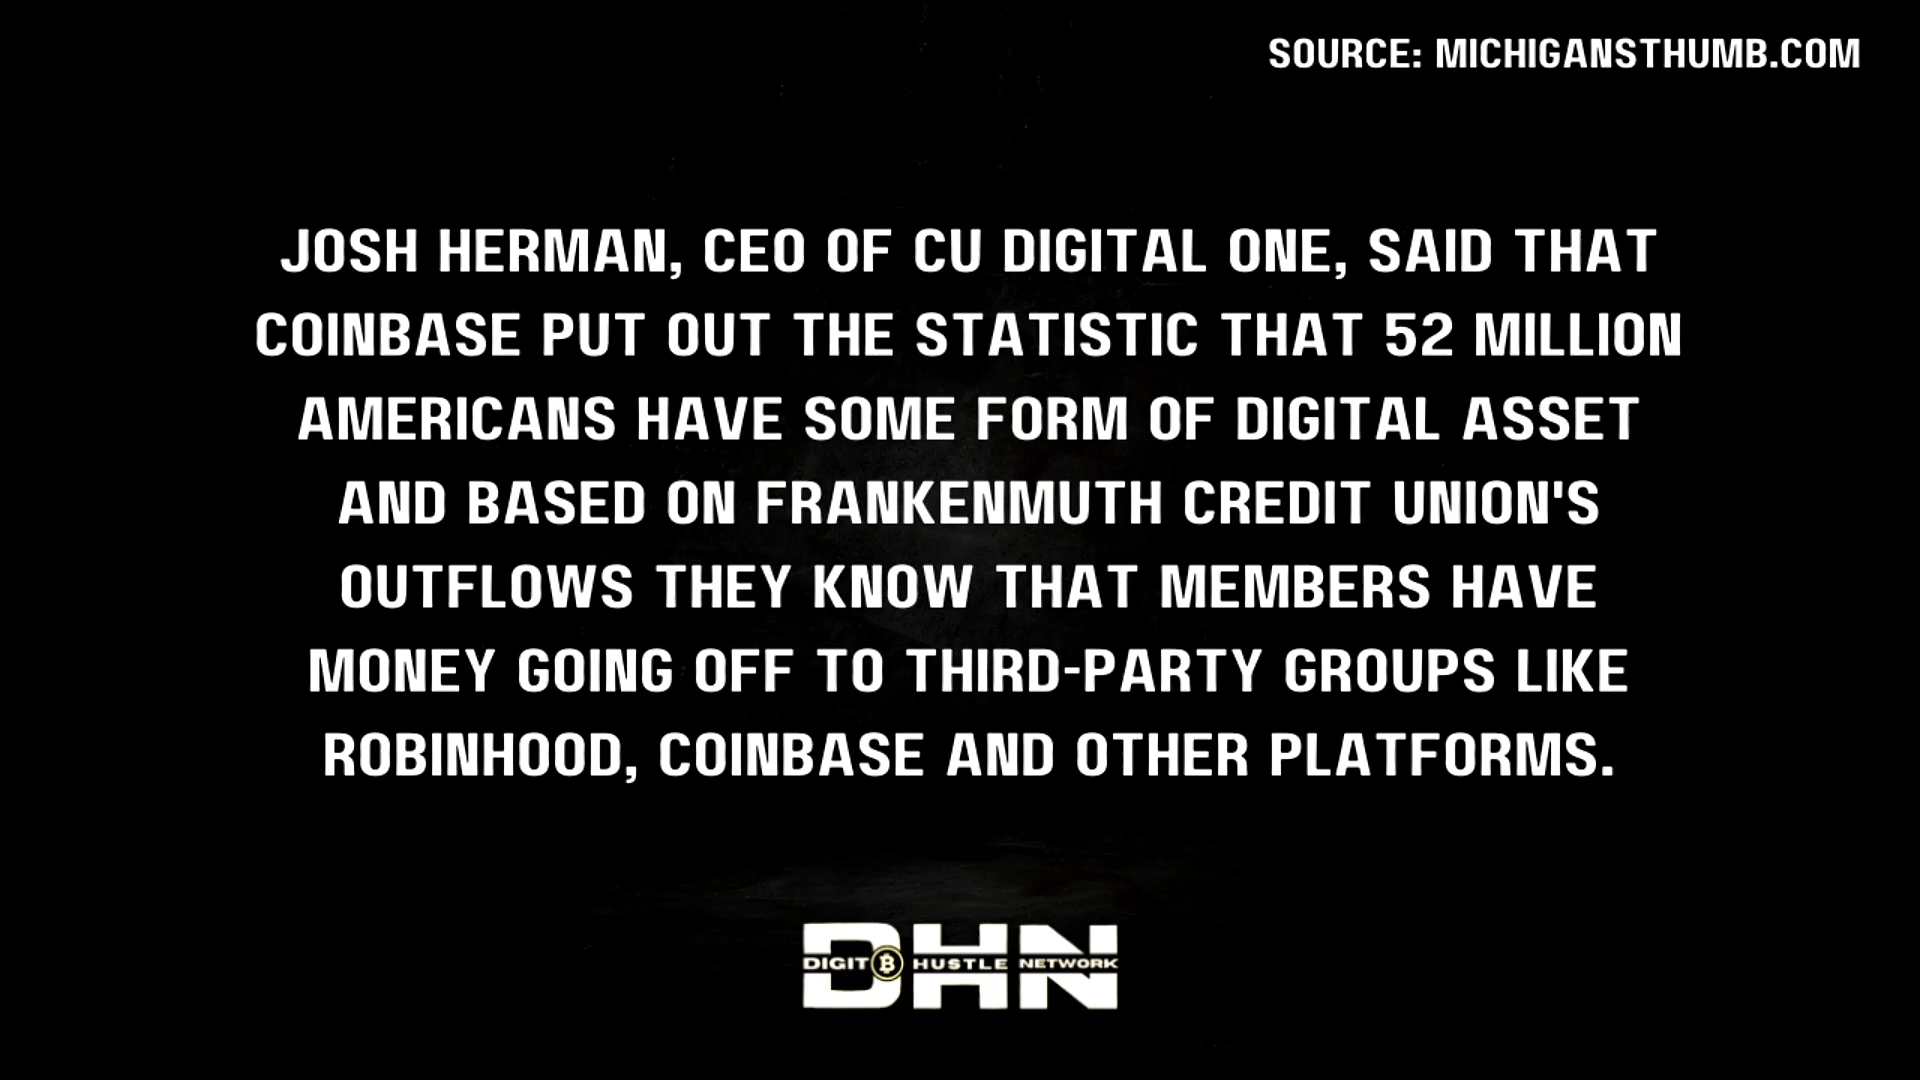 SOURCE: MICHIGANSTHUMB.COM
JOSH HERMAN, CEO OF CU DIGITAL ONE, SAID THAT
COINBASE PUT OUT THE STATISTIC THAT 52 MILLION
AMERICANS HAVE SOME FORM OF DIGITAL ASSET
AND BASED ON FRANKENMUTH CREDIT UNION'S
OUTFLOWS THEY KNOW THAT MEMBERS HAVE
MONEY GOING OFF TO THIRD-PARTY GROUPS LIKE
ROBINHOOD, COINBASE AND OTHER PLATFORMS.
DHN
DIGIT₿ HUSTLE NETWORK